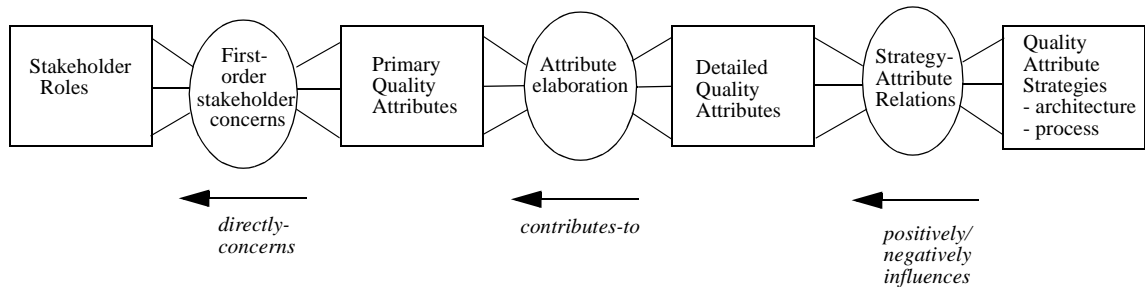 Stakeholder
Roles
First-
order
stakeholder
concerns
Primary
Quality
Attributes
Attribute
elaboration
Detailed
Quality
Attributes
Strategy-
Attribute
Relations
Quality
Attribute
Strategies
- architecture
- process
directly-
concerns
contributes-to
positively/
negatively
influences